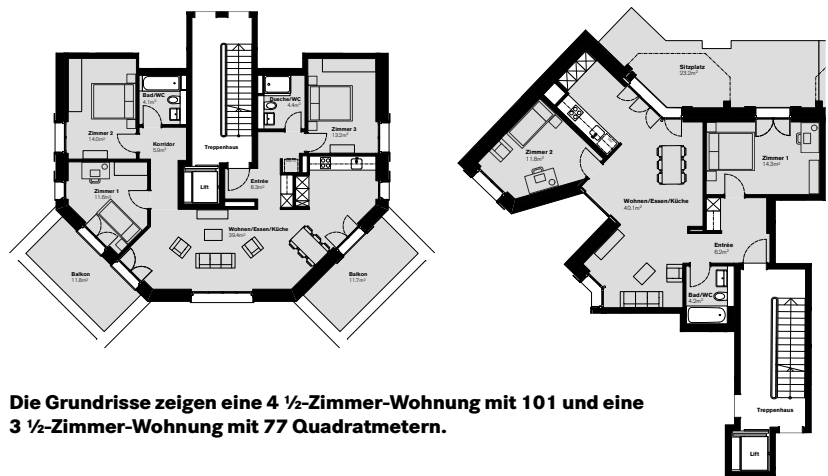 Bad/WC
4.1m²
Dusche/WC
4.4m²
Zimmer 2
14.0m²
Korridor
5.9m²
Treppenhaus
Zimmer 3
13.2m²
Lift
Entrée
8.3m²
Zimmer 1
11.6m²
Wohnen/Essen/Küche
39.4m²
Balkon
11.6m²
Balkon
11.7m²
Sitzplatz
23.2m²
Zimmer 2
11.8m²
Zimmer 1
14.3m²
Wohnen/Essen/Küche
40.1m²
Entrée
6.2m²
Bad/WC
4.2m²
Treppenhaus
Lift
Die Grundrisse zeigen eine 4 ½-Zimmer-Wohnung mit 101 und eine
3 ½-Zimmer-Wohnung mit 77 Quadratmetern.